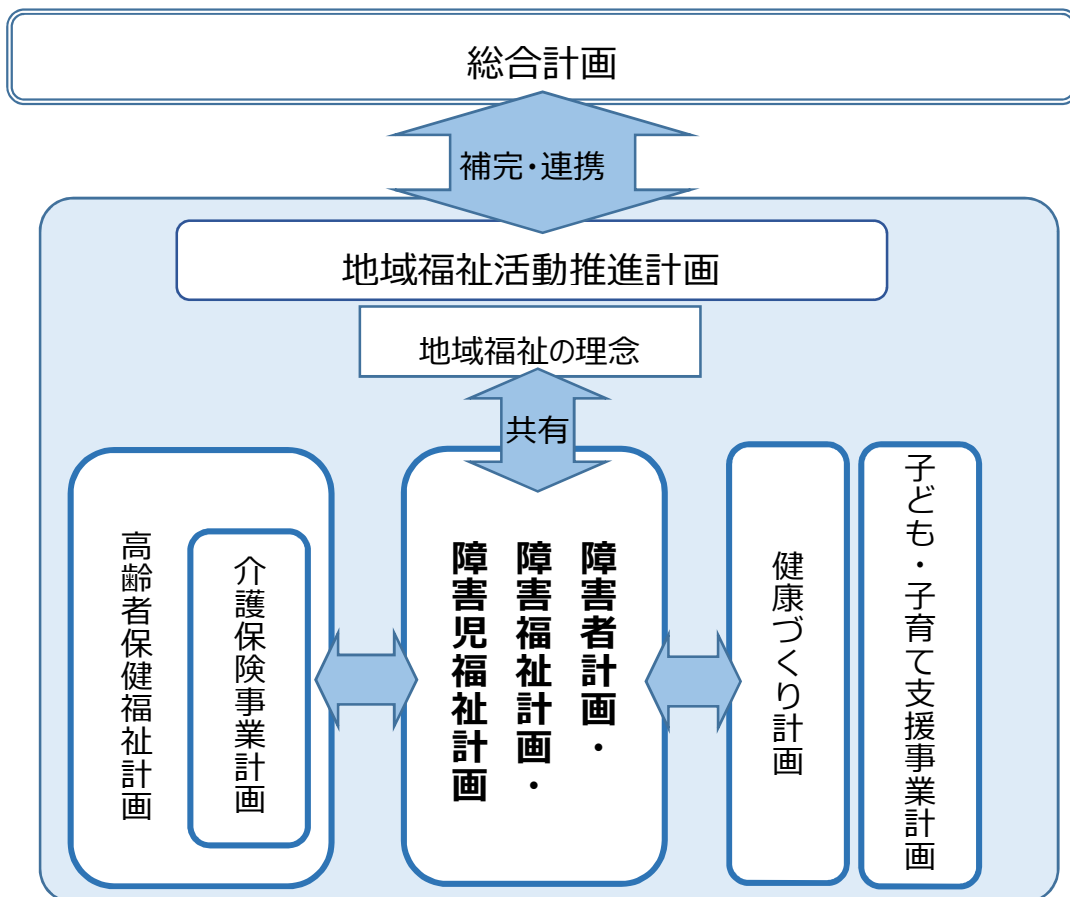 総合計画
補完・連携
地域福祉活動推進計画
地域福祉の理念
共有
高齢者保健福祉計画
介護保険事業計画
障害者計画・
障害福祉計画・
障害児福祉計画
健康づくり計画
子ども・子育て支援事業計画